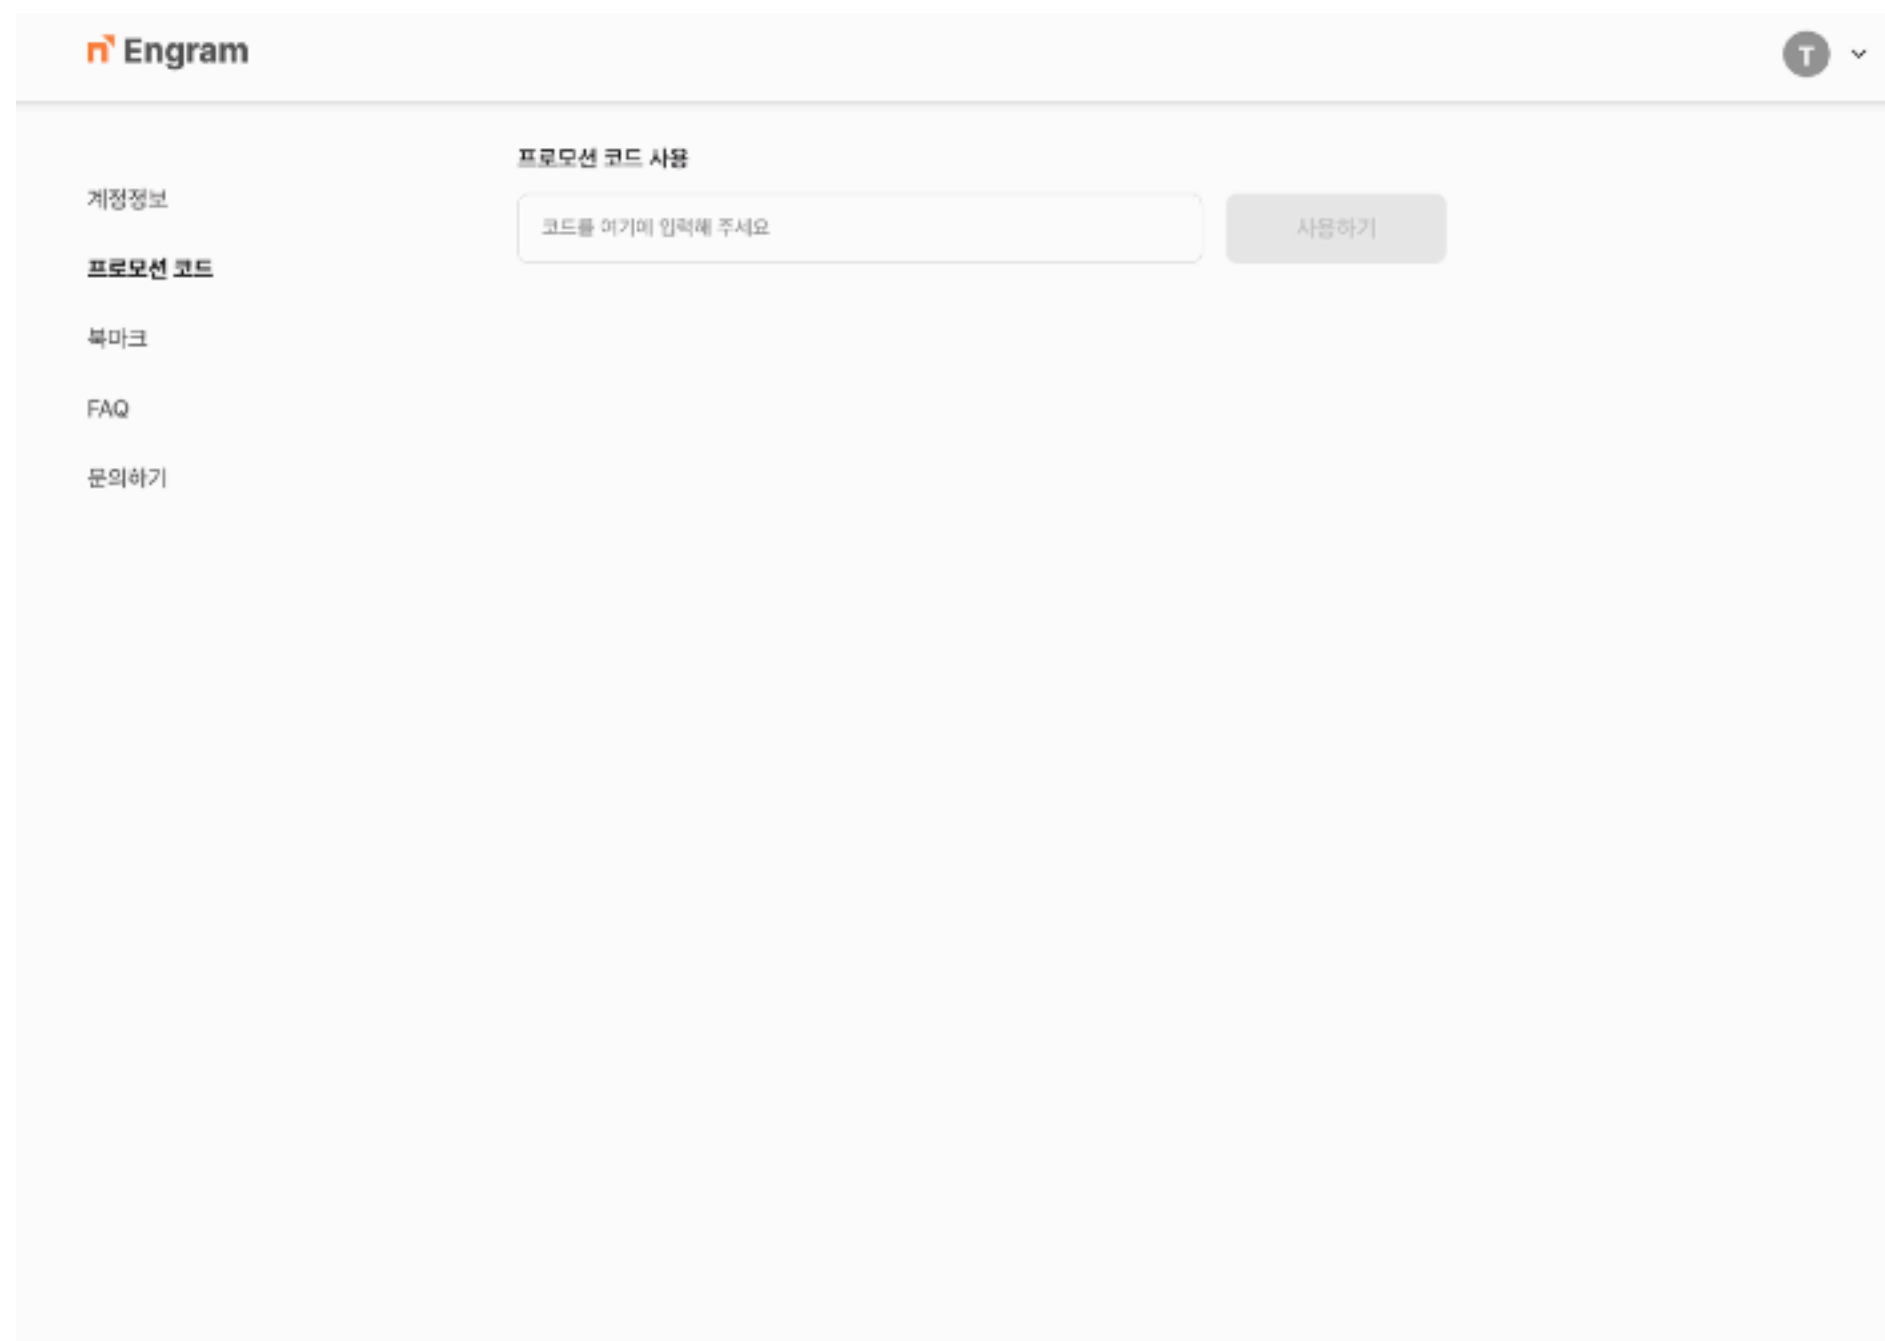 Engram
T
프로모션 코드 사용
코드를 여기에 입력해 주세요
사용하기
계정정보
프로모션 코드
북마크
FAQ
문의하기